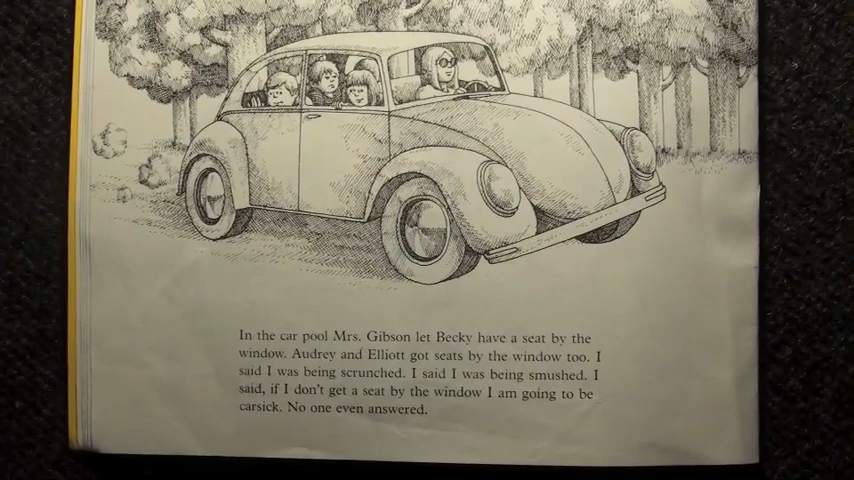 In the car pool Mrs. Gibson let Becky have a seat by the
window. Audrey and Elliott got seats by the window too. I
said I was being scrunched. I said I was being smushed. I
said, if I don't get a seat by the window I am going to be
carsick. No one even answered.